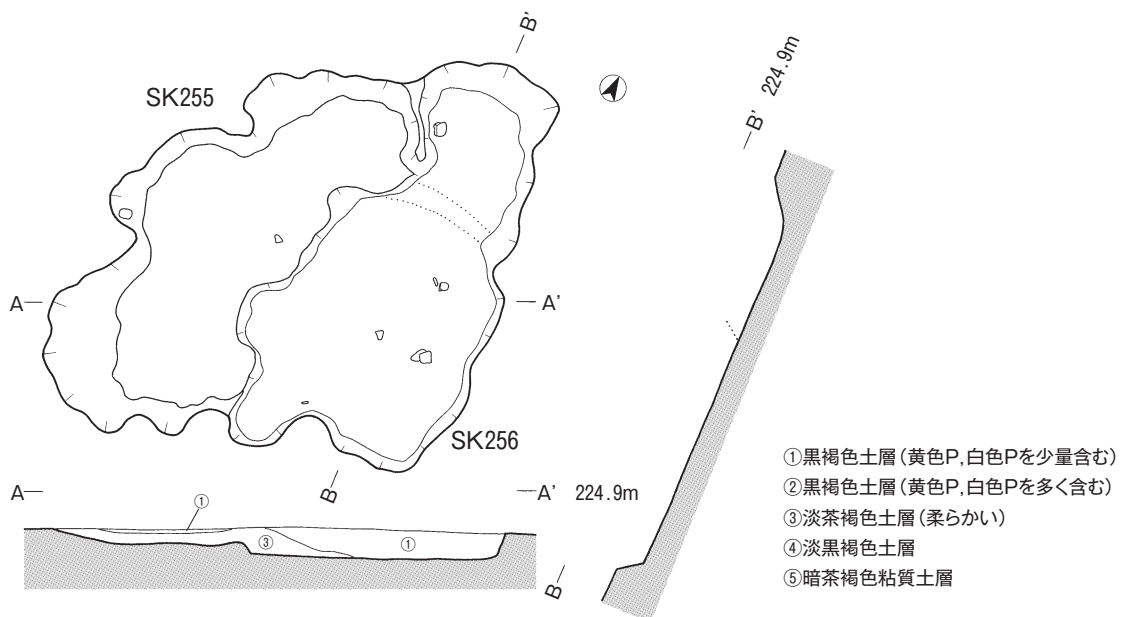 B'
SK255
B'
224.9m
A
A'
SK256
B
A
A'
224.9m
①
③
①
B
①黒褐色土層(黄色P,白色Pを少量含む)
②黒褐色土層(黄色P,白色Pを多く含む)
③淡茶褐色土層(柔らかい)
④淡黒褐色土層
⑤暗茶褐色粘質土層